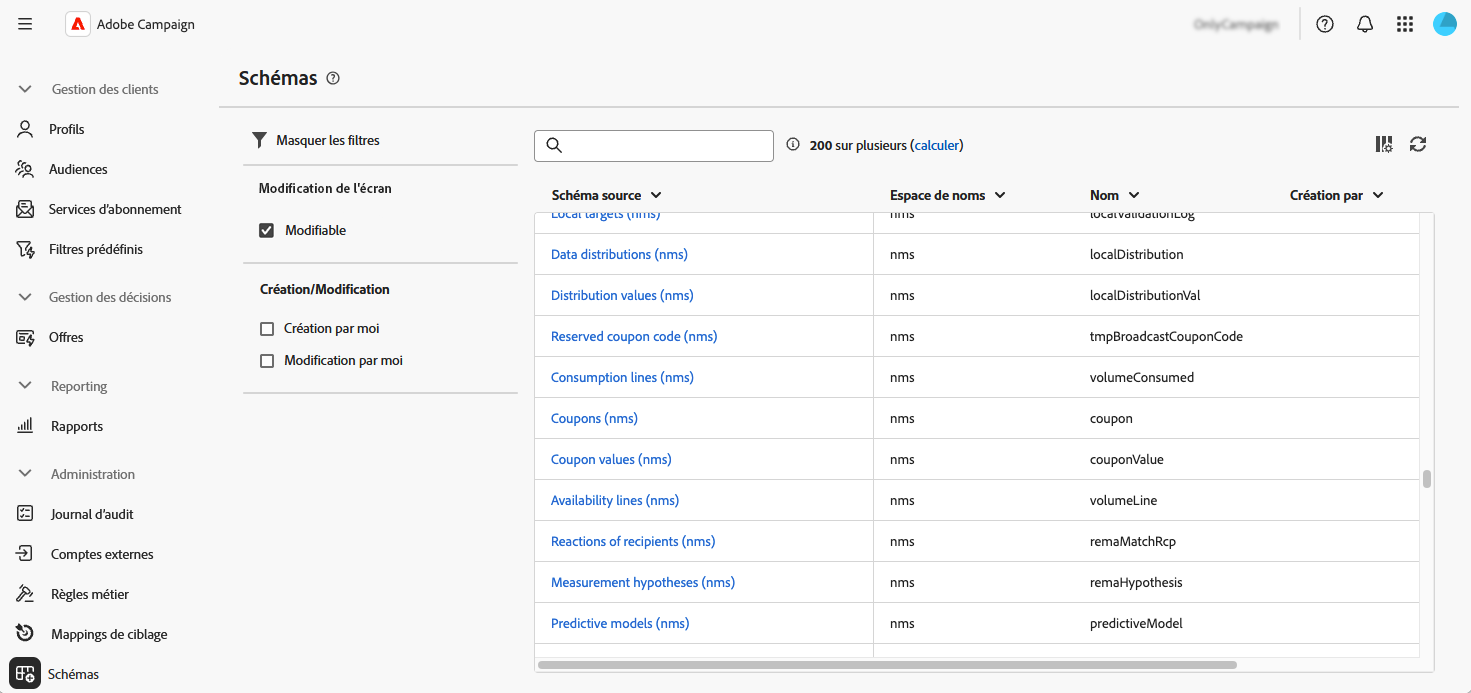 Adobe Campaign
OnlyCampaign
Schémas
Gestion des clients
Profils
Audiences
Services d'abonnement
Filtres prédéfinis
Gestion des décisions
Offres
Reporting
Rapports
Administration
Journal d'audit
Comptes externes
Règles métier
Mappings de ciblage
Schémas
Masquer les filtres
Modification de l'écran
Modifiable
Création/Modification
Création par moi
Modification par moi
200 sur plusieurs (calculer)
Schéma source Espace de noms Nom Création par
Local targets (nms) nms localValidationLog
Data distributions (nms) nms localDistribution
Distribution values (nms) nms localDistributionVal
Reserved coupon code (nms) nms tmpBroadcastCouponCode
Consumption lines (nms) nms volumeConsumed
Coupons (nms) nms coupon
Coupon values (nms) nms couponValue
Availability lines (nms) nms volumeLine
Reactions of recipients (nms) nms remaMatchRcp
Measurement hypotheses (nms) nms remaHypothesis
Predictive models (nms) nms predictiveModel